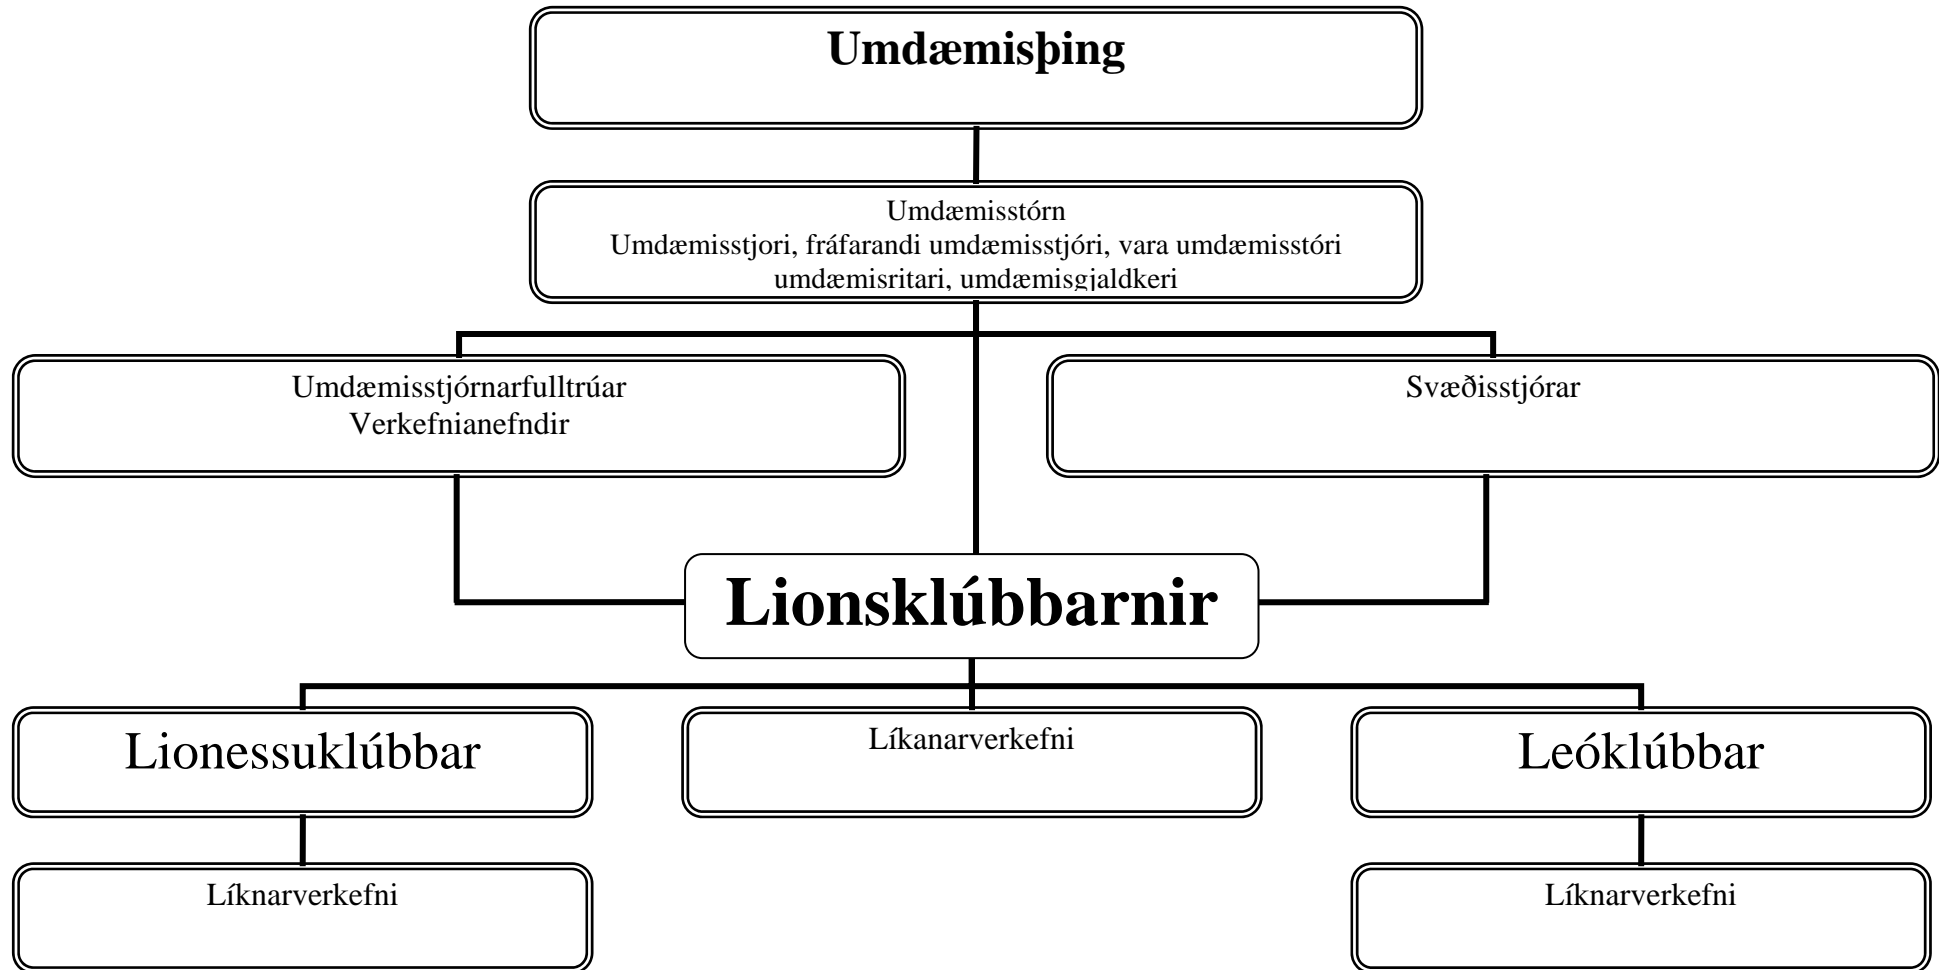 Umdæmisþing
Umdæmisstórn
Umdæmisstjori, fráfarandi umdæmisstjóri, vara umdæmisstóri
umdæmisritari, umdæmisgjaldkeri
Umdæmisstjórnarfulltrúar
Verkefnianefndir
Svæðisstjórar
Lionsklúbbarnir
Lionessuklúbbar
Líkanarverkefni
Leóklúbbar
Líknarverkefni
Líknarverkefni